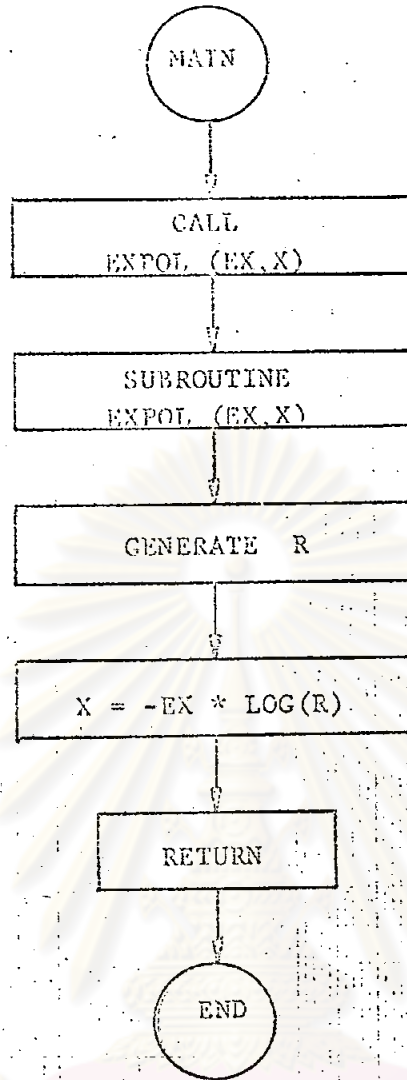 MAIN
CALL
EXPOL (EX,X)
SUBROUTINE
EXPOL (EX,X)
GENERATE R
X = -EX * LOG(R)
RETURN
END